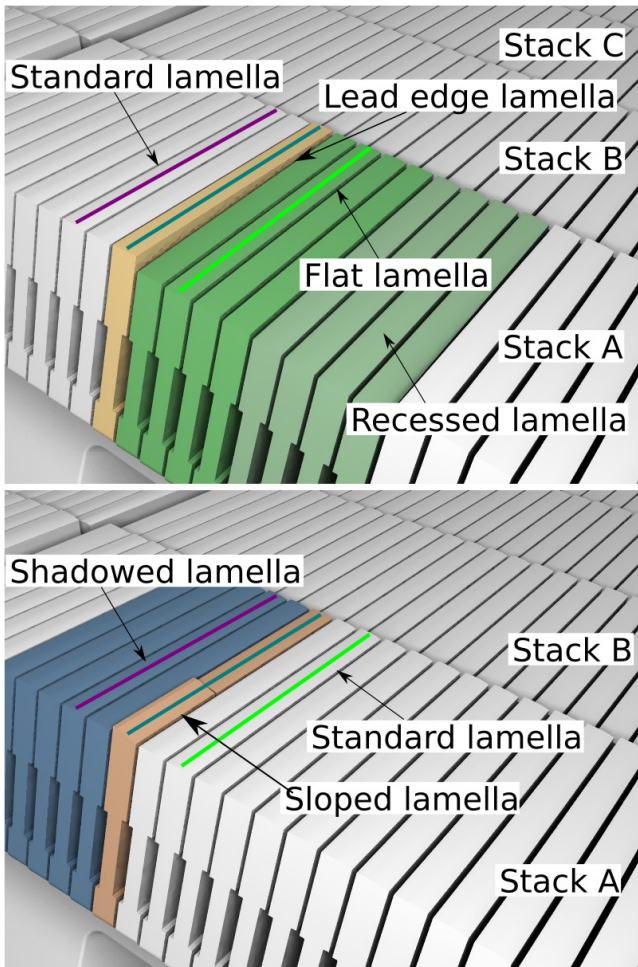 Stack C
Standard lamella
Lead edge lamella
Stack B
Flat lamella
Stack A
Recessed lamella
Shadowed lamella
Stack B
Standard lamella
Sloped lamella
Stack A